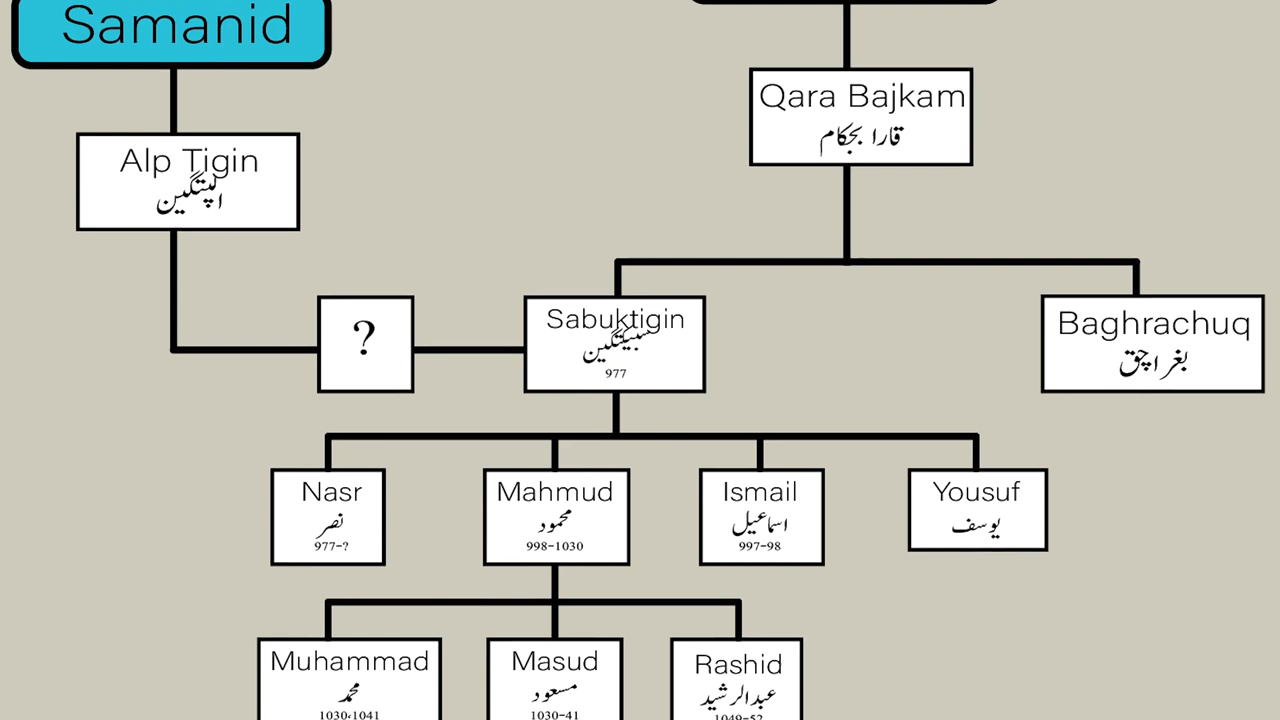 Samanid
Qara Bajkam
قارا بجکام
Alp Tigin
الپتگین
?
Sabuktigin
سبیکتگین
977
Baghrachuq
بغراچق
Nasr
نصر
977-?
Mahmud
محمود
998-1030
Ismail
اسماعیل
997-98
Yousuf
یوسف
Muhammad
محمد
1030،1041
Masud
مسعود
1030-41
Rashid
عبدالرشید
1049-52